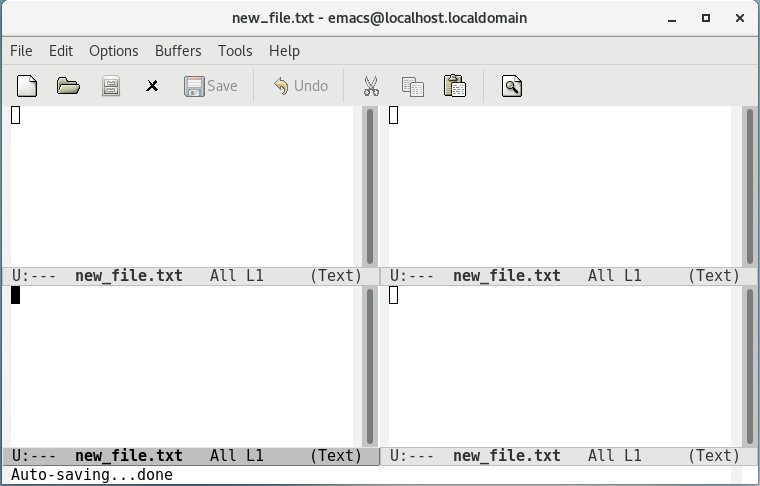 new_file.txt - emacs@localhost.localdomain
File Edit Options Buffers Tools Help
Save Undo
U:--- new_file.txt All L1 (Text)
U:--- new_file.txt All L1 (Text)
U:--- new_file.txt All L1 (Text)
U:--- new_file.txt All L1 (Text)
Auto-saving...done